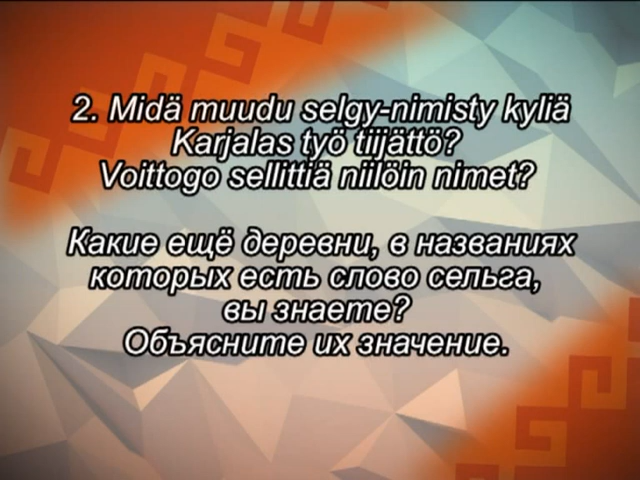 2. Midä muudu selgy-nimisty kyliä
Karjalas työ tiijättö?
Voittogo sellittiä niilöin nimet?
Какие ещё деревни, в названиях
которых есть слово сельга,
вы знаете?
Объясните их значение.